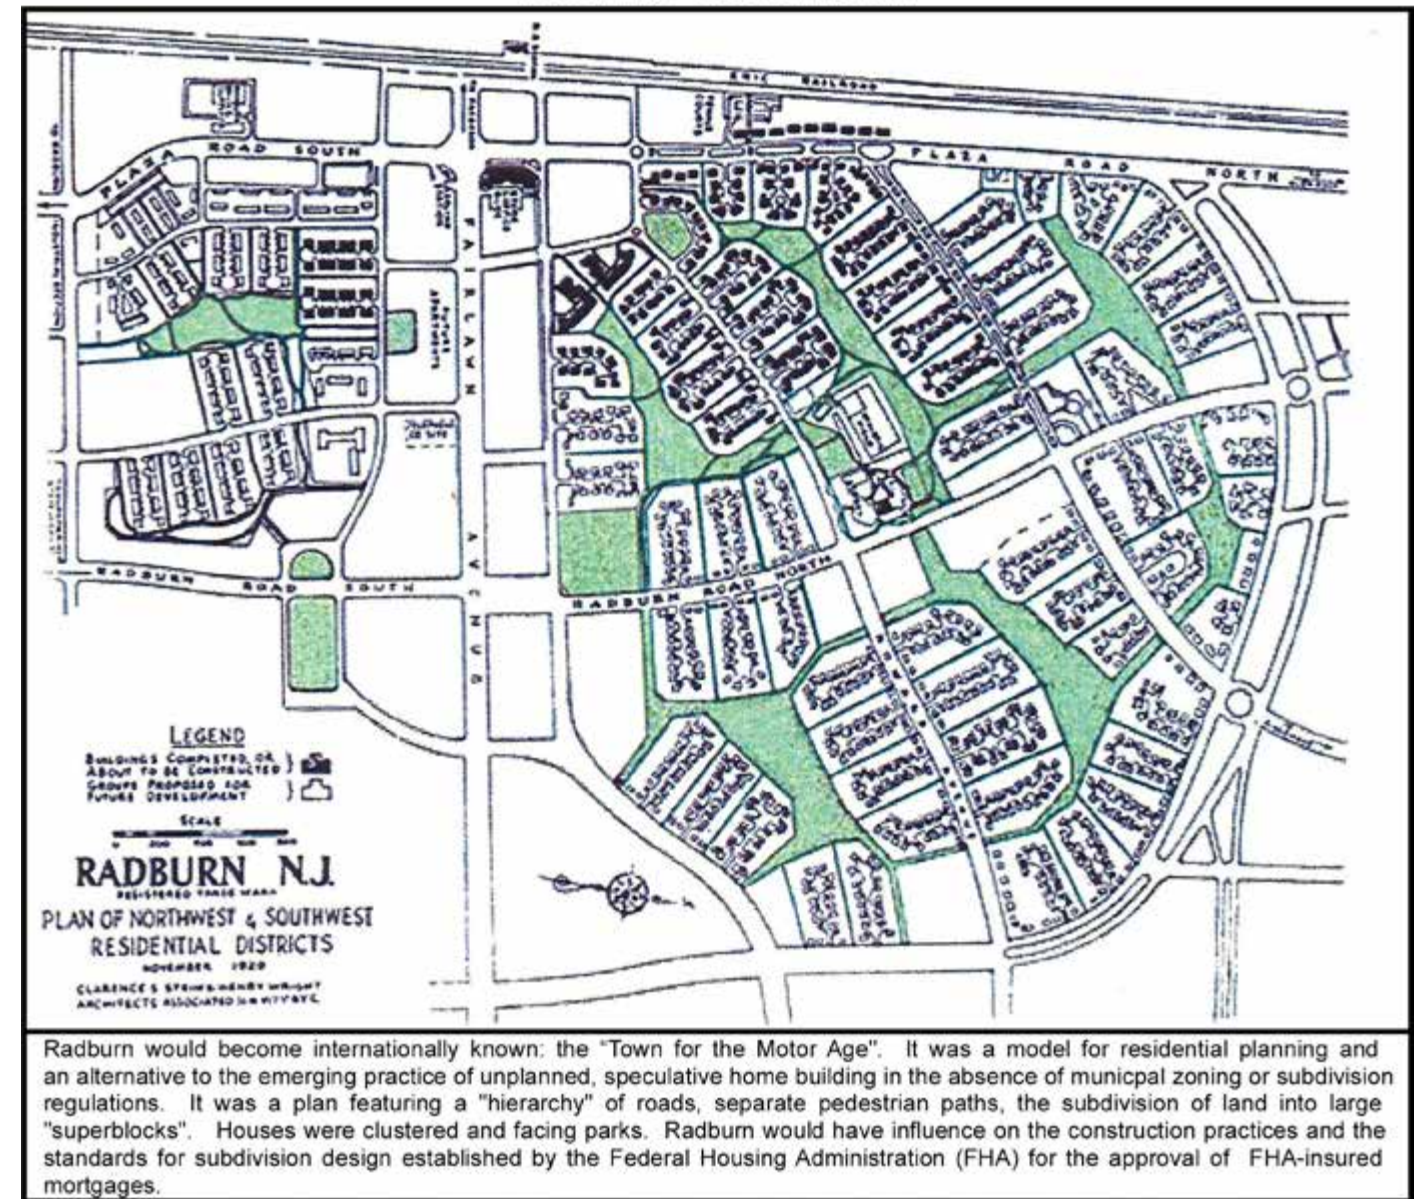 ERIE RAILROAD
PLAZA ROAD SOUTH
PLAZA ROAD NORTH
TENNIS COURTS
FAIRLAWN AVENUE
FUTURE APARTMENTS
RADBURN ROAD SOUTH
RADBURN ROAD NORTH
LEGEND
BUILDINGS COMPLETED, OR
ABOUT TO BE CONSTRUCTED
GROUPS PROPOSED FOR
FUTURE DEVELOPMENT
SCALE
RADBURN N.J.
REGISTERED TRADE MARK
PLAN OF NORTHWEST & SOUTHWEST
RESIDENTIAL DISTRICTS
NOVEMBER
CLARENCE S STEIN & HENRY WRIGHT
ARCHITECTS ASSOCIATED
Radburn would become internationally known: the "Town for the Motor Age". It was a model for residential planning and
an alternative to the emerging practice of unplanned, speculative home building in the absence of municpal zoning or subdivision
regulations. It was a plan featuring a "hierarchy" of roads, separate pedestrian paths, the subdivision of land into large
"superblocks". Houses were clustered and facing parks. Radburn would have influence on the construction practices and the
standards for subdivision design established by the Federal Housing Administration (FHA) for the approval of FHA-insured
mortgages.